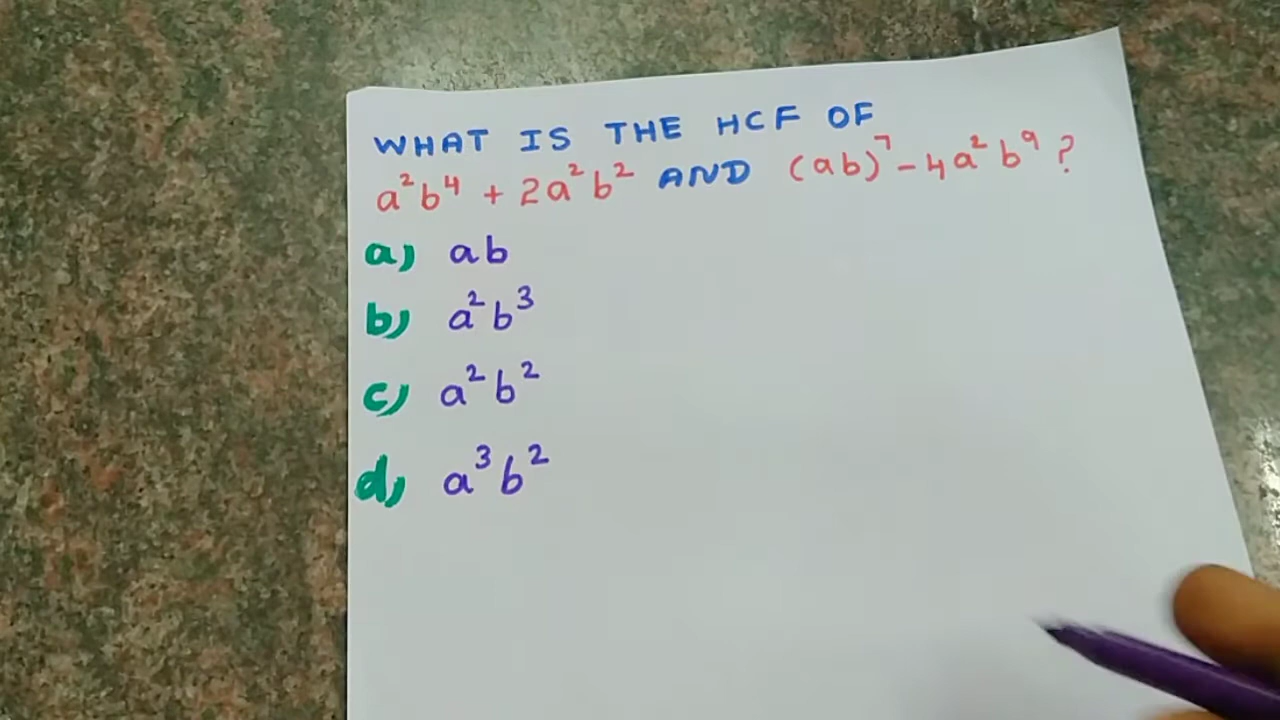 WHAT IS THE HCF OF
a²b⁴ + 2a²b² AND (ab)⁷ - 4a²b⁹ ?
a) ab
b) a²b³
c) a²b²
d) a³b²